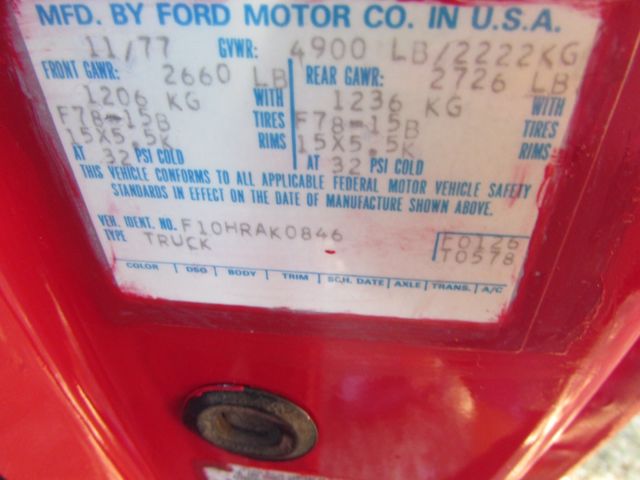 MFD. BY FORD MOTOR CO. IN U.S.A.
11/77 GVWR: 4900 LB/2222KG
FRONT GAWR: 2660 LB REAR GAWR: 2726 LB
1206 KG WITH 1236 KG WITH
F78-15B TIRES F78-15B TIRES
15X5.5K RIMS 15X5.5K RIMS
AT 32 PSI COLD AT 32 PSI COLD
THIS VEHICLE CONFORMS TO ALL APPLICABLE FEDERAL MOTOR VEHICLE SAFETY
STANDARDS IN EFFECT ON THE DATE OF MANUFACTURE SHOWN ABOVE.
VEH. IDENT. NO. F10HRAK0846
TYPE TRUCK
T0578
COLOR DSO BODY TRIM SCH. DATE AXLE TRANS. A/C